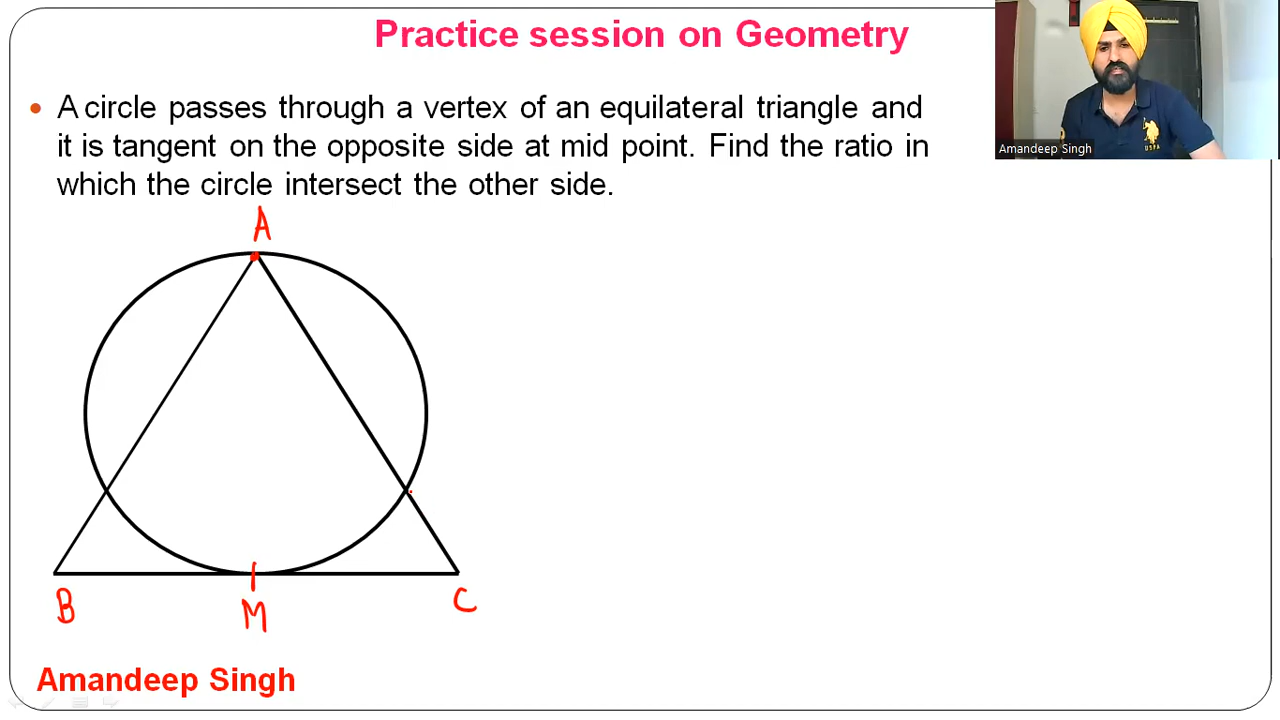 Practice session on Geometry
A circle passes through a vertex of an equilateral triangle and
it is tangent on the opposite side at mid point. Find the ratio in
which the circle intersect the other side.
Amandeep Singh
USPA
A
B
M
C
Amandeep Singh